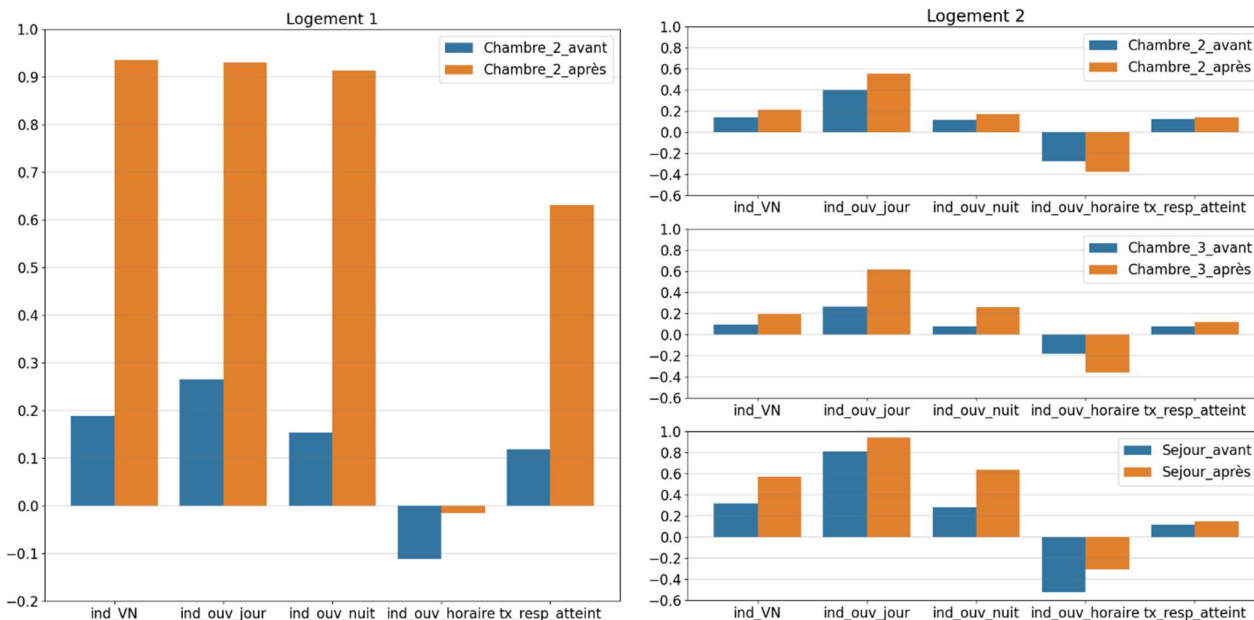 Logement 1
1.0
0.9
0.8
0.7
0.6
0.5
0.4
0.3
0.2
0.1
0.0
−0.1
−0.2
Chambre_2_avant
Chambre_2_après
ind_VN ind_ouv_jour ind_ouv_nuit ind_ouv_horaire tx_resp_atteint
Logement 2
1.0
0.8
0.6
0.4
0.2
0.0
−0.2
−0.4
−0.6
Chambre_2_avant
Chambre_2_après
ind_VN ind_ouv_jour ind_ouv_nuit ind_ouv_horaire tx_resp_atteint
1.0
0.8
0.6
0.4
0.2
0.0
−0.2
−0.4
−0.6
Chambre_3_avant
Chambre_3_après
ind_VN ind_ouv_jour ind_ouv_nuit ind_ouv_horaire tx_resp_atteint
1.0
0.8
0.6
0.4
0.2
0.0
−0.2
−0.4
−0.6
Sejour_avant
Sejour_après
ind_VN ind_ouv_jour ind_ouv_nuit ind_ouv_horaire tx_resp_atteint